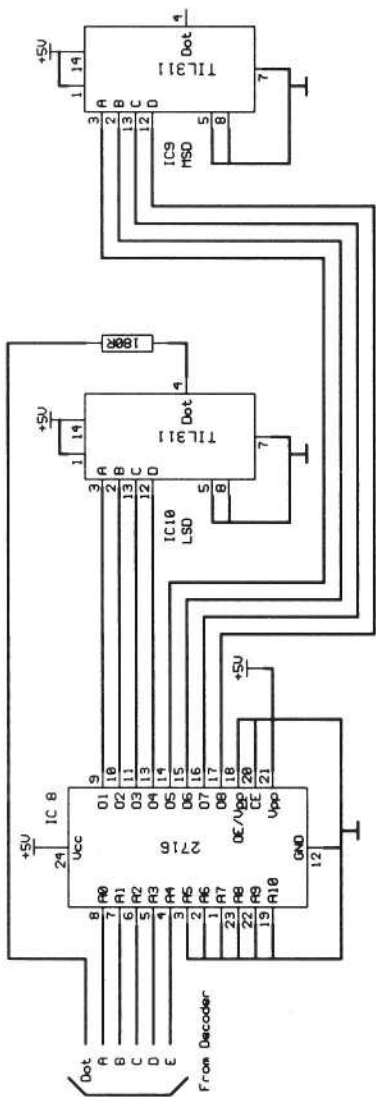 Dot
A
B
C
D
E
From Decoder
+5V
24
IC 8
Vcc
2716
8 A0
7 A1
6 A2
5 A3
4 A4
3 A5
2 A6
1 A7
23 A8
22 A9
19 A10
O1 9
O2 10
O3 11
O4 13
O5 14
O6 15
O7 16
O8 17
OE/Vpp 18
CE 20
Vpp 21
GND
12
+5V
+5V
1 14
3 A
2 B
13 C
12 D
TIL311
Dot 4
5
8
7
IC10
LSD
180R
+5V
1 14
3 A
2 B
13 C
12 D
TIL311
Dot 4
5
8
7
IC9
MSD